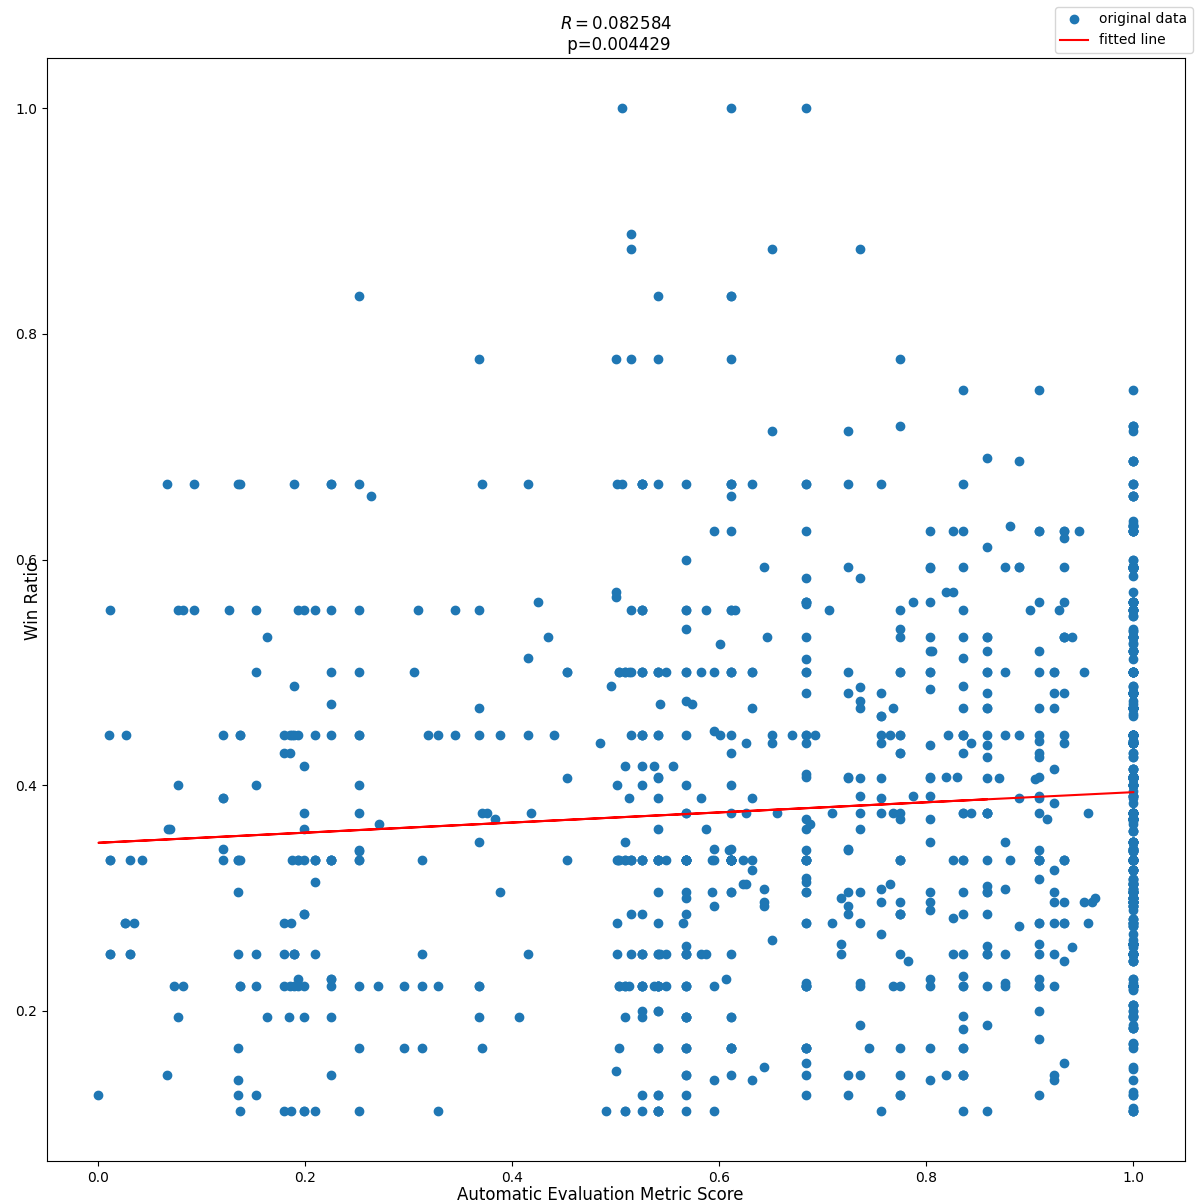 R = 0.082584
p=0.004429
original data
fitted line
1.0
0.8
0.6
0.4
0.2
Win Ratio
0.0 0.2 0.4 0.6 0.8 1.0
Automatic Evaluation Metric Score